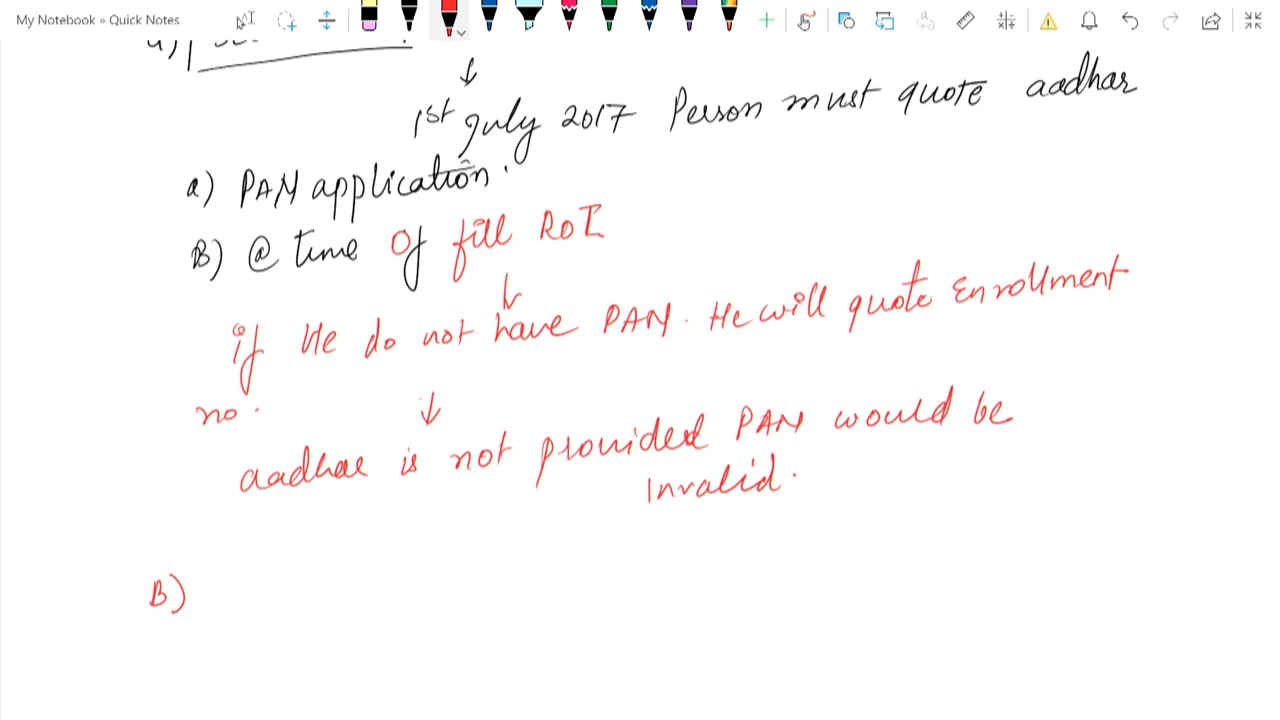 My Notebook » Quick Notes
1st July 2017 Person must quote aadhar
a) PAN application.
B) @ time Of fill ROI
if He do not have PAN. He will quote Enrollment
no.
aadhae is not provided PAN would be
Invalid.
B)